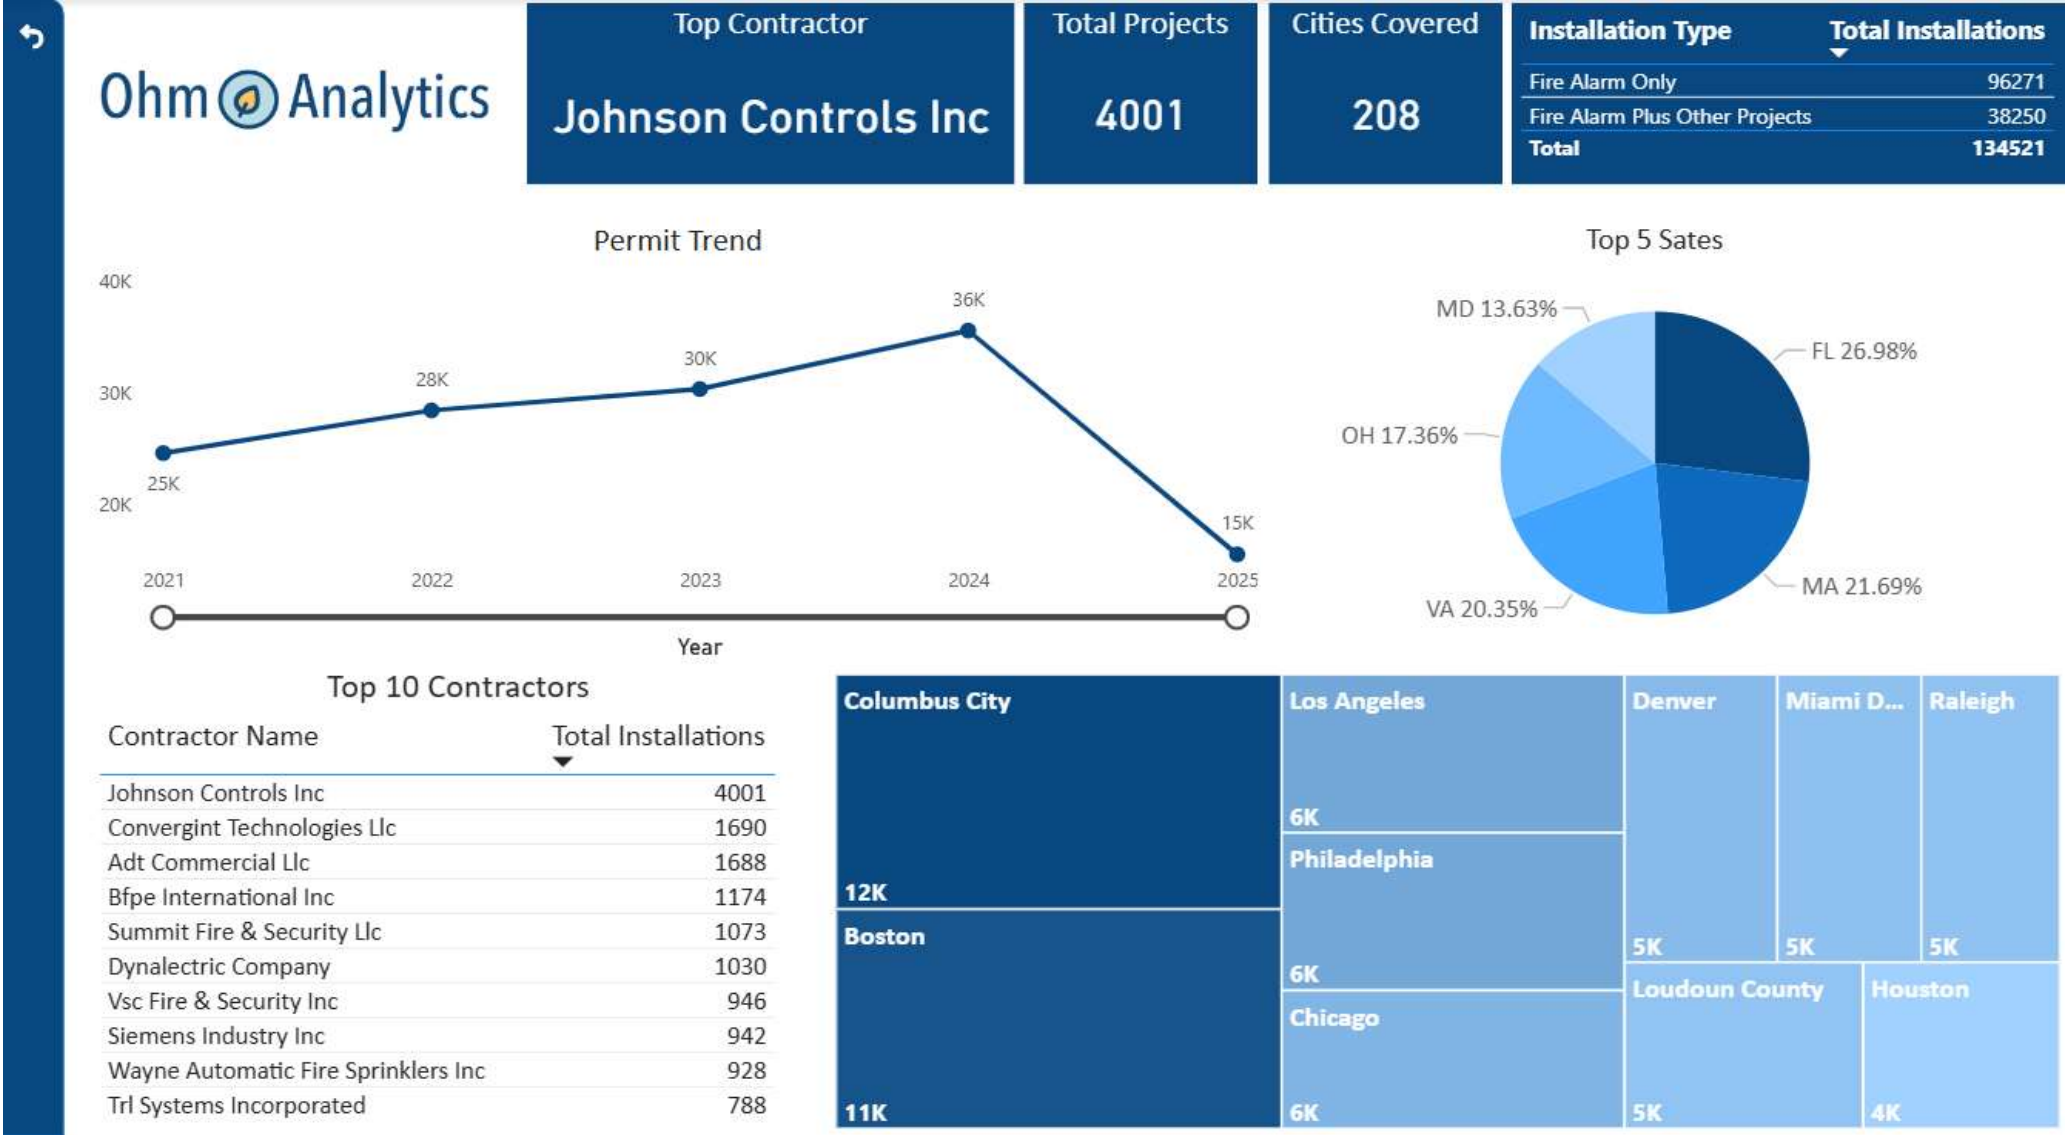 Ohm Analytics
Top Contractor
Johnson Controls Inc
Total Projects
4001
Cities Covered
208
Installation Type Total Installations
Fire Alarm Only 96271
Fire Alarm Plus Other Projects 38250
Total 134521
Permit Trend
40K
30K
20K
25K
28K
30K
36K
15K
2021 2022 2023 2024 2025
Year
Top 5 Sates
MD 13.63%
FL 26.98%
OH 17.36%
MA 21.69%
VA 20.35%
Top 10 Contractors
Contractor Name Total Installations
Johnson Controls Inc 4001
Convergint Technologies Llc 1690
Adt Commercial Llc 1688
Bfpe International Inc 1174
Summit Fire & Security Llc 1073
Dynalectric Company 1030
Vsc Fire & Security Inc 946
Siemens Industry Inc 942
Wayne Automatic Fire Sprinklers Inc 928
Trl Systems Incorporated 788
Columbus City
12K
Boston
11K
Los Angeles
6K
Philadelphia
6K
Chicago
6K
Denver
5K
Miami D...
5K
Raleigh
5K
Loudoun County
5K
Houston
4K